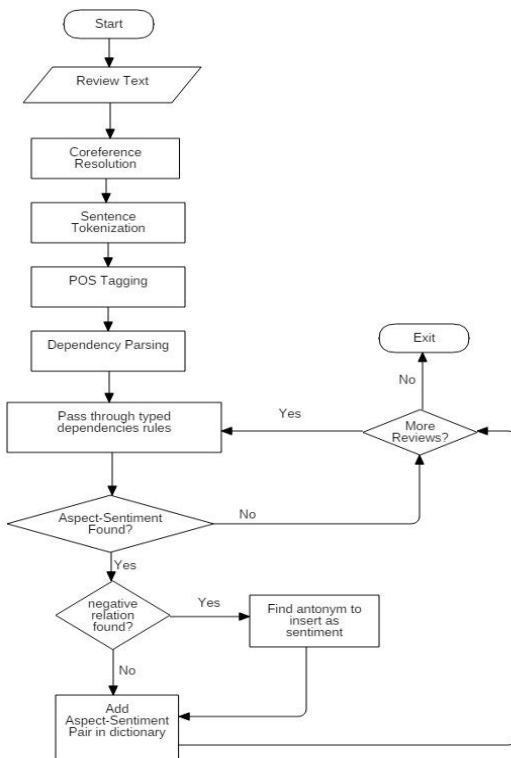 Start
Review Text
Coreference
Resolution
Sentence
Tokenization
POS Tagging
Dependency Parsing
Exit
No
Pass through typed
dependencies rules
Yes
More
Reviews?
Aspect-Sentiment
Found?
No
Yes
negative
relation
found?
Yes
Find antonym to
insert as
sentiment
No
Add
Aspect-Sentiment
Pair in dictionary